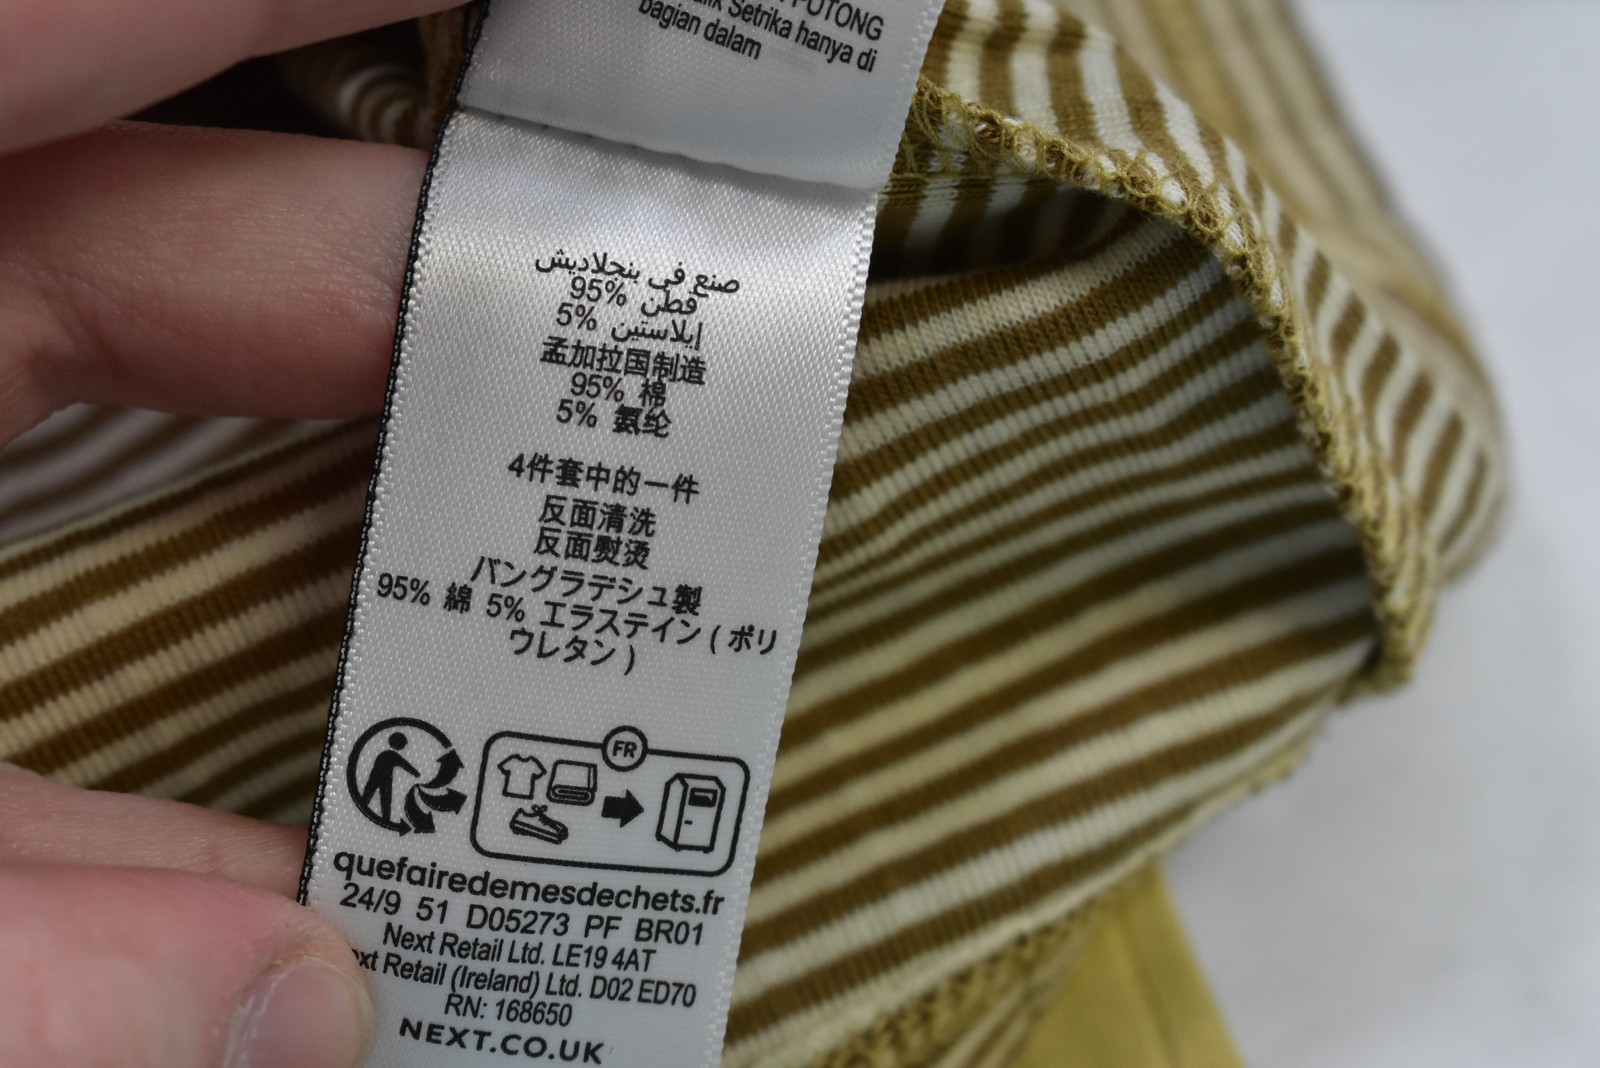 POTONG
Setrika hanya di
bagian dalam
صنع في بنجلاديش
95% قطن
5% إيلاستين
孟加拉国制造
95% 棉
5% 氨纶
4件套中的一件
反面清洗
反面熨烫
バングラデシュ製
95% 綿 5% エラステイン ( ポリ
ウレタン )
FR
quefairedemesdechets.fr
24/9 51 D05273 PF BR01
Next Retail Ltd. LE19 4AT
Retail (Ireland) Ltd. D02 ED70
RN: 168650
NEXT.CO.UK